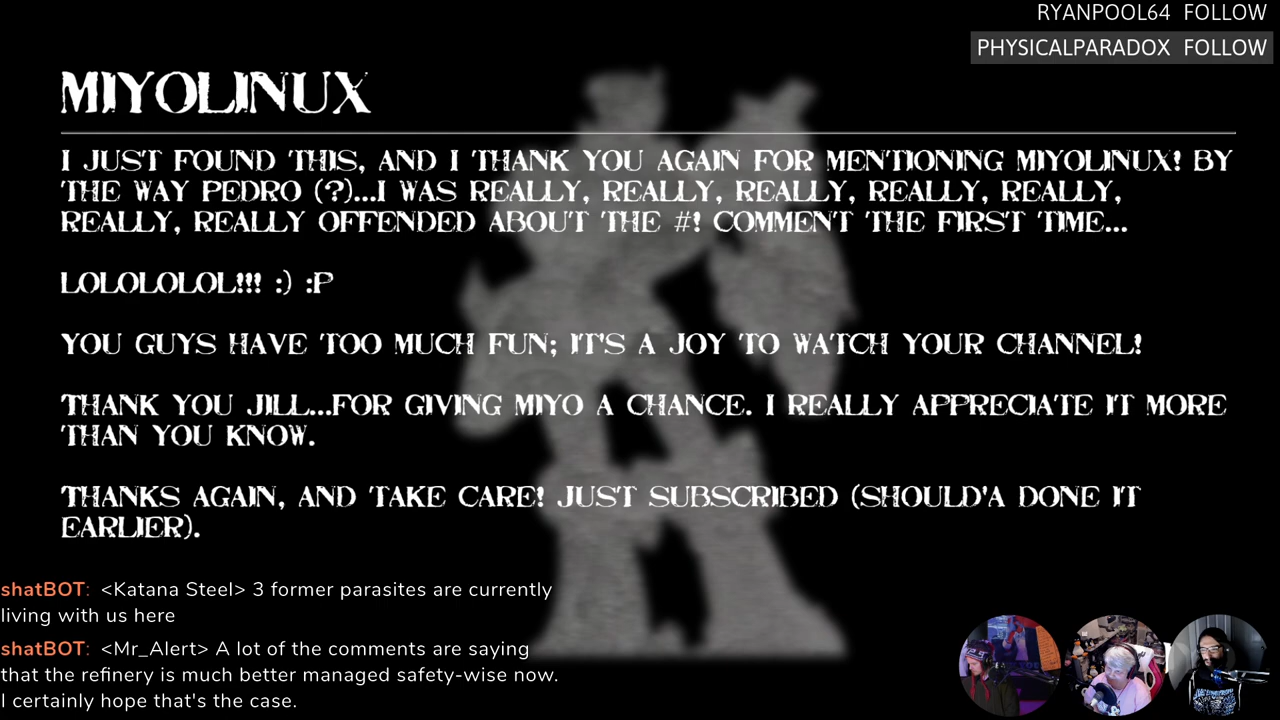 RYANPOOL64 FOLLOW
PHYSICALPARADOX FOLLOW
MIYOLINUX
I JUST FOUND THIS, AND I THANK YOU AGAIN FOR MENTIONING MIYOLINUX! BY
THE WAY PEDRO (?)...I WAS REALLY, REALLY, REALLY, REALLY, REALLY,
REALLY, REALLY OFFENDED ABOUT THE #! COMMENT THE FIRST TIME...
LOLOLOLOL!!! :) :P
YOU GUYS HAVE TOO MUCH FUN; IT'S A JOY TO WATCH YOUR CHANNEL!
THANK YOU JILL...FOR GIVING MIYO A CHANCE. I REALLY APPRECIATE IT MORE
THAN YOU KNOW.
THANKS AGAIN, AND TAKE CARE! JUST SUBSCRIBED (SHOULD'A DONE IT
EARLIER).
shatBOT: <Katana Steel> 3 former parasites are currently
living with us here
shatBOT: <Mr_Alert> A lot of the comments are saying
that the refinery is much better managed safety-wise now.
I certainly hope that's the case.